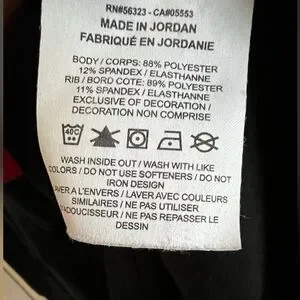 RN#56323 - CA#05553
MADE IN JORDAN
FABRIQUÉ EN JORDANIE
BODY / CORPS: 88% POLYESTER
12% SPANDEX / ELASTHANNE
RIB / BORD COTE: 89% POLYESTER
11% SPANDEX / ELASTHANNE
EXCLUSIVE OF DECORATION /
DECORATION NON COMPRISE
40C
WASH INSIDE OUT / WASH WITH LIKE
COLORS / DO NOT USE SOFTENERS / DO NOT
IRON DESIGN
AVER A L'ENVERS / LAVER AVEC COULEURS
SIMILAIRES / NE PAS UTILISER
ADOUCISSEUR / NE PAS REPASSER LE
DESSIN